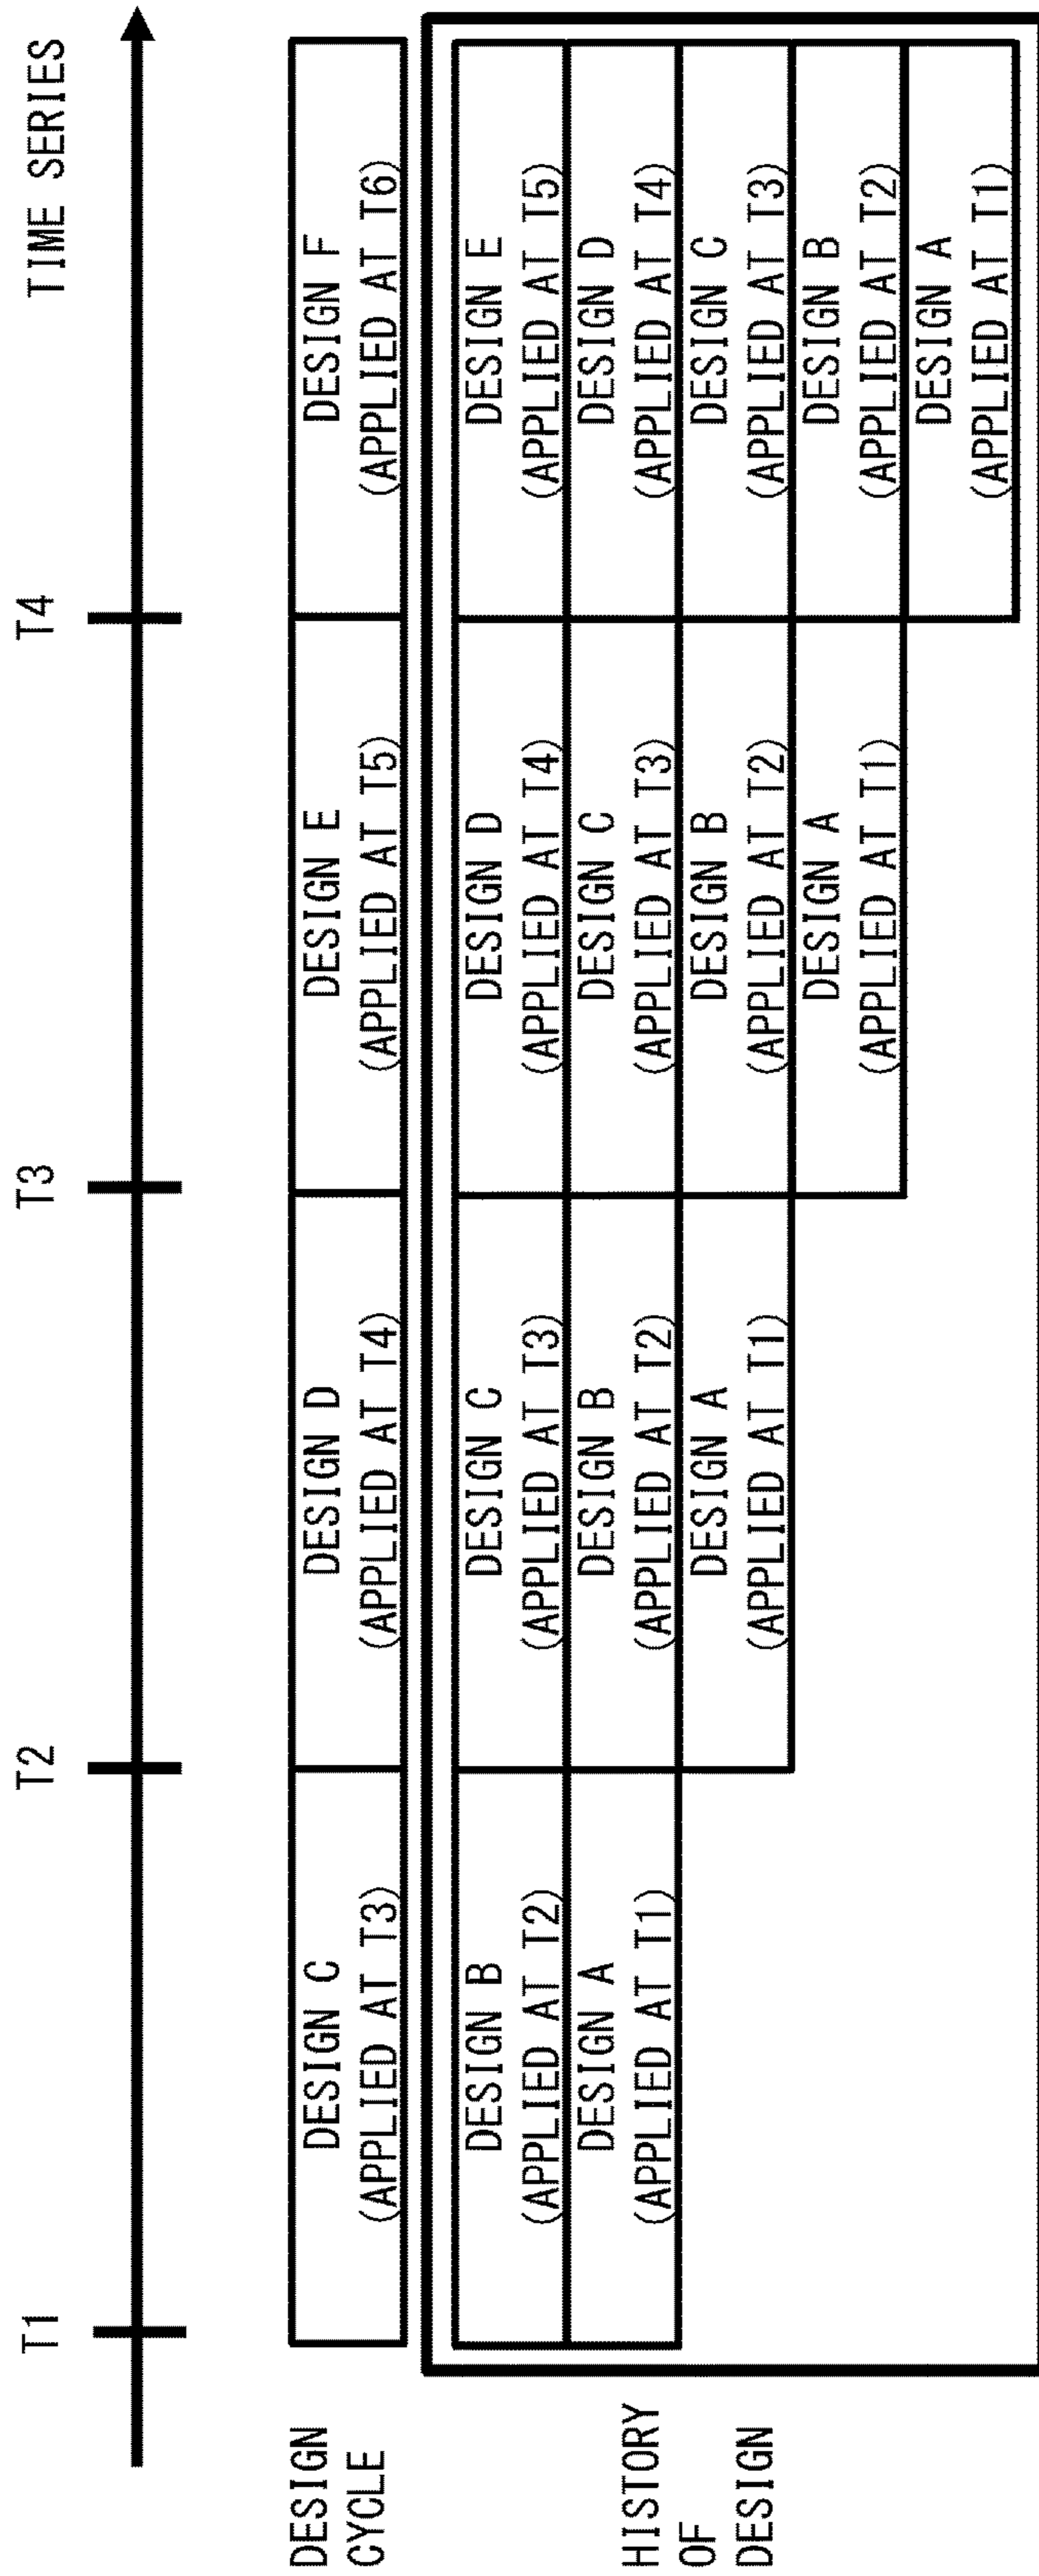 TIME SERIES
T1
T2
T3
T4
DESIGN
CYCLE
DESIGN C
(APPLIED AT T3)
DESIGN D
(APPLIED AT T4)
DESIGN E
(APPLIED AT T5)
DESIGN F
(APPLIED AT T6)
HISTORY
OF
DESIGN
DESIGN B
(APPLIED AT T2)
DESIGN A
(APPLIED AT T1)
DESIGN C
(APPLIED AT T3)
DESIGN B
(APPLIED AT T2)
DESIGN A
(APPLIED AT T1)
DESIGN D
(APPLIED AT T4)
DESIGN C
(APPLIED AT T3)
DESIGN B
(APPLIED AT T2)
DESIGN A
(APPLIED AT T1)
DESIGN E
(APPLIED AT T5)
DESIGN D
(APPLIED AT T4)
DESIGN C
(APPLIED AT T3)
DESIGN B
(APPLIED AT T2)
DESIGN A
(APPLIED AT T1)